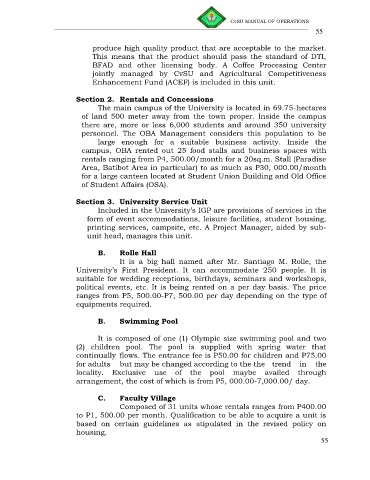 CvSU MANUAL OF OPERATIONS
55
produce high quality product that are acceptable to the market.
This means that the product should pass the standard of DTI,
BFAD and other licensing body. A Coffee Processing Center
jointly managed by CvSU and Agricultural Competitiveness
Enhancement Fund (ACEF) is included in this unit.
Section 2. Rentals and Concessions
The main campus of the University is located in 69.75-hectares
of land 500 meter away from the town proper. Inside the campus
there are, more or less 6,000 students and around 350 university
personnel. The OBA Management considers this population to be
large enough for a suitable business activity. Inside the
campus, OBA rented out 25 food stalls and business spaces with
rentals ranging from P4, 500.00/month for a 20sq.m. Stall (Paradise
Area, Batibot Area in particular) to as much as P30, 000.00/month
for a large canteen located at Student Union Building and Old Office
of Student Affairs (OSA).
Section 3. University Service Unit
Included in the University's IGP are provisions of services in the
form of event accommodations, leisure facilities, student housing,
printing services, campsite, etc. A Project Manager, aided by sub-
unit head, manages this unit.
B. Rolle Hall
It is a big hall named after Mr. Santiago M. Rolle, the
University's First President. It can accommodate 250 people. It is
suitable for wedding receptions, birthdays, seminars and workshops,
political events, etc. It is being rented on a per day basis. The price
ranges from P5, 500.00-P7, 500.00 per day depending on the type of
equipments required.
B. Swimming Pool
It is composed of one (1) Olympic size swimming pool and two
(2) children pool. The pool is supplied with spring water that
continually flows. The entrance fee is P50.00 for children and P75.00
for adults but may be changed according to the the trend in the
locality. Exclusive use of the pool maybe availed through
arrangement, the cost of which is from P5, 000.00-7,000.00/ day.
C. Faculty Village
Composed of 31 units whose rentals ranges from P400.00
to P1, 500.00 per month. Qualification to be able to acquire a unit is
based on certain guidelines as stipulated in the revised policy on
housing.
55